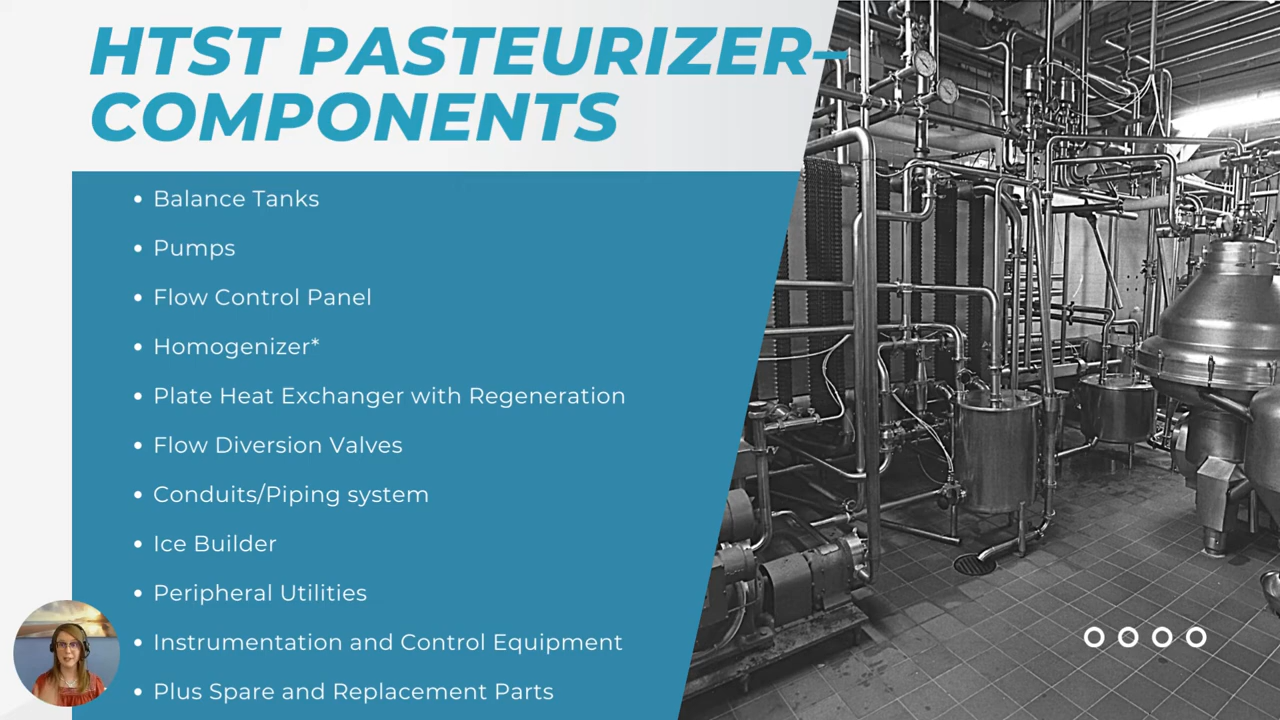 HTST PASTEURIZER–
COMPONENTS
• Balance Tanks
• Pumps
• Flow Control Panel
• Homogenizer*
• Plate Heat Exchanger with Regeneration
• Flow Diversion Valves
• Conduits/Piping system
• Ice Builder
• Peripheral Utilities
• Instrumentation and Control Equipment
• Plus Spare and Replacement Parts